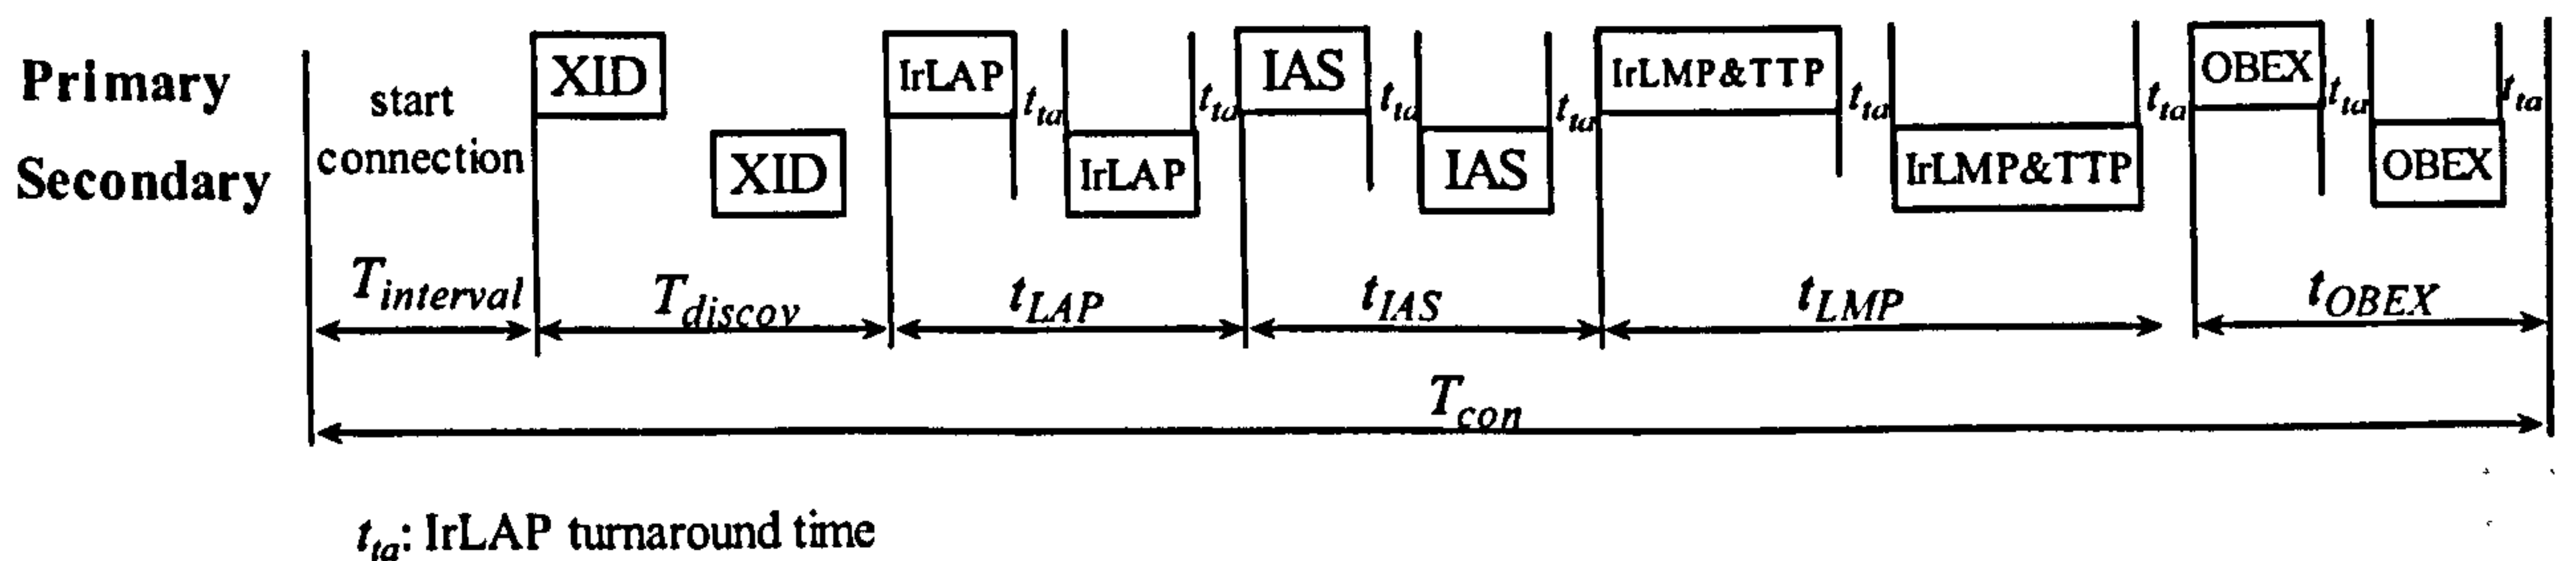 Primary
Secondary
start
connection
XID
XID
IrLAP
t_ta
IrLAP
t_ta
IAS
t_ta
IAS
t_ta
IrLMP&TTP
t_ta
IrLMP&TTP
t_ta
OBEX
t_ta
OBEX
t_ta
T_interval
T_discov
t_LAP
t_IAS
t_LMP
t_OBEX
T_con
t_ta: IrLAP turnaround time